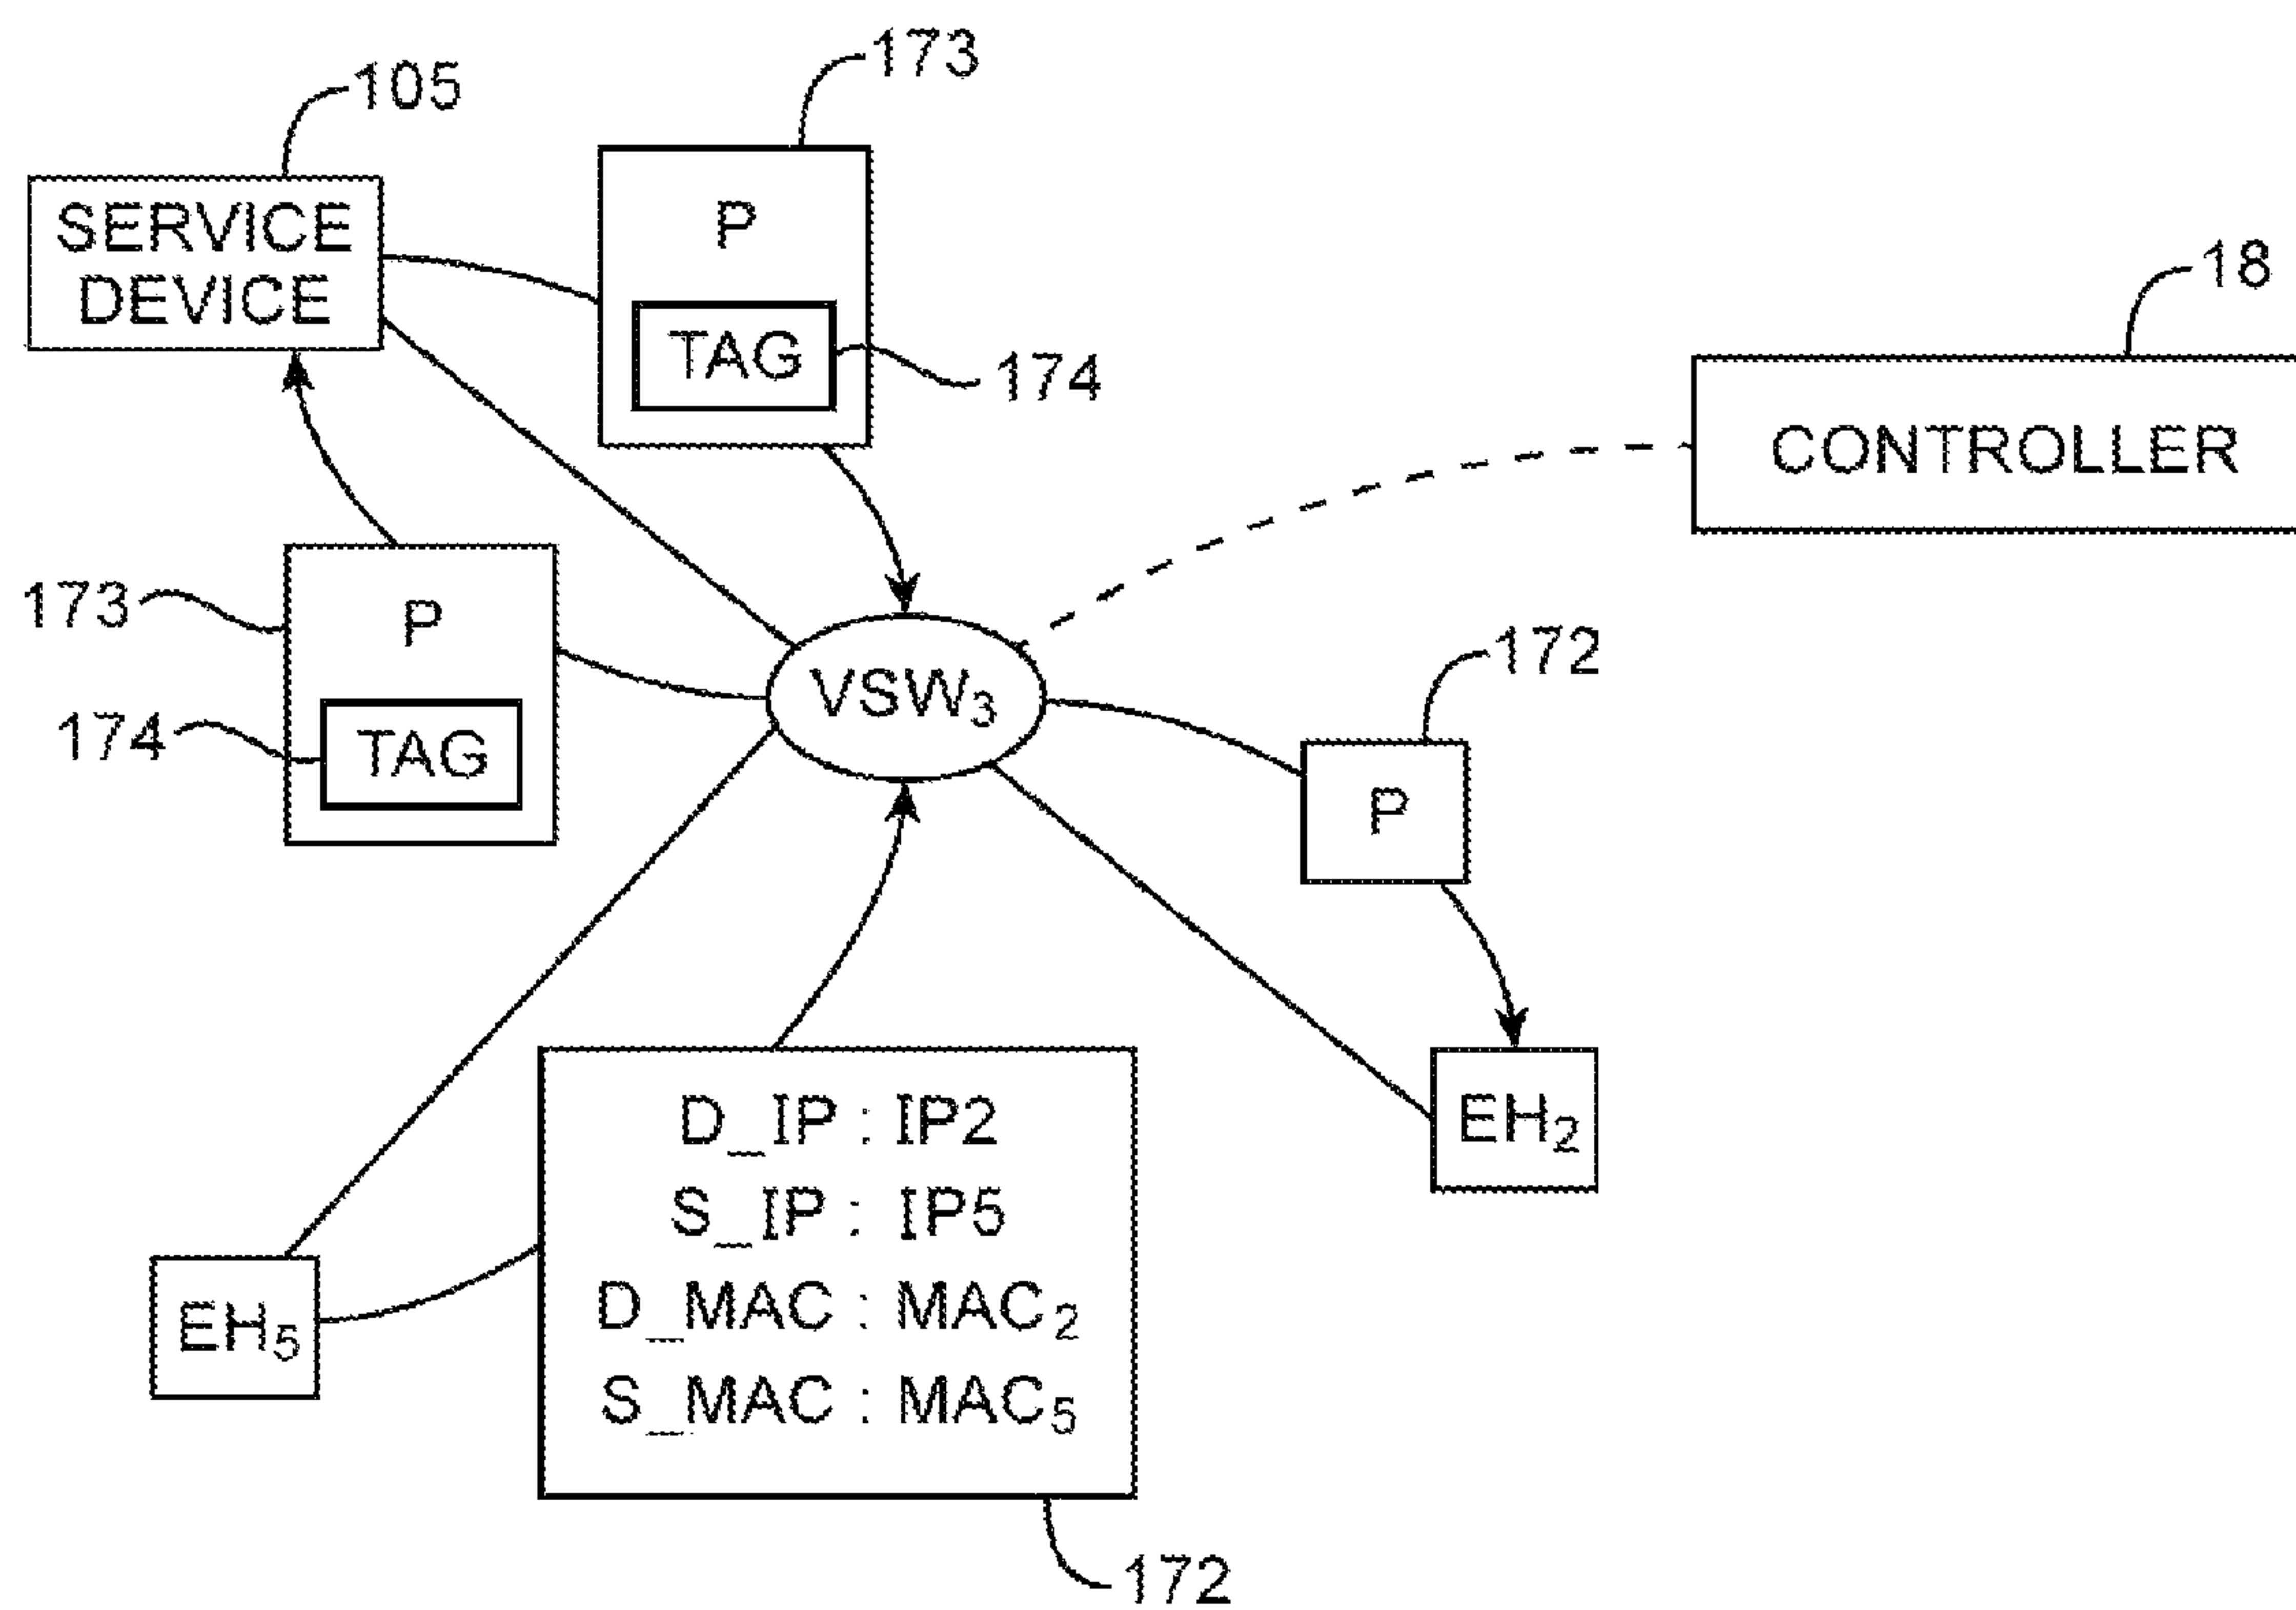 173
105
SERVICE
DEVICE
P
TAG
174
18
CONTROLLER
173
P
174
TAG
VSW₃
172
P
EH₂
D_IP : IP2
S_IP : IP5
D_MAC : MAC₂
S_MAC : MAC₅
EH₅
172